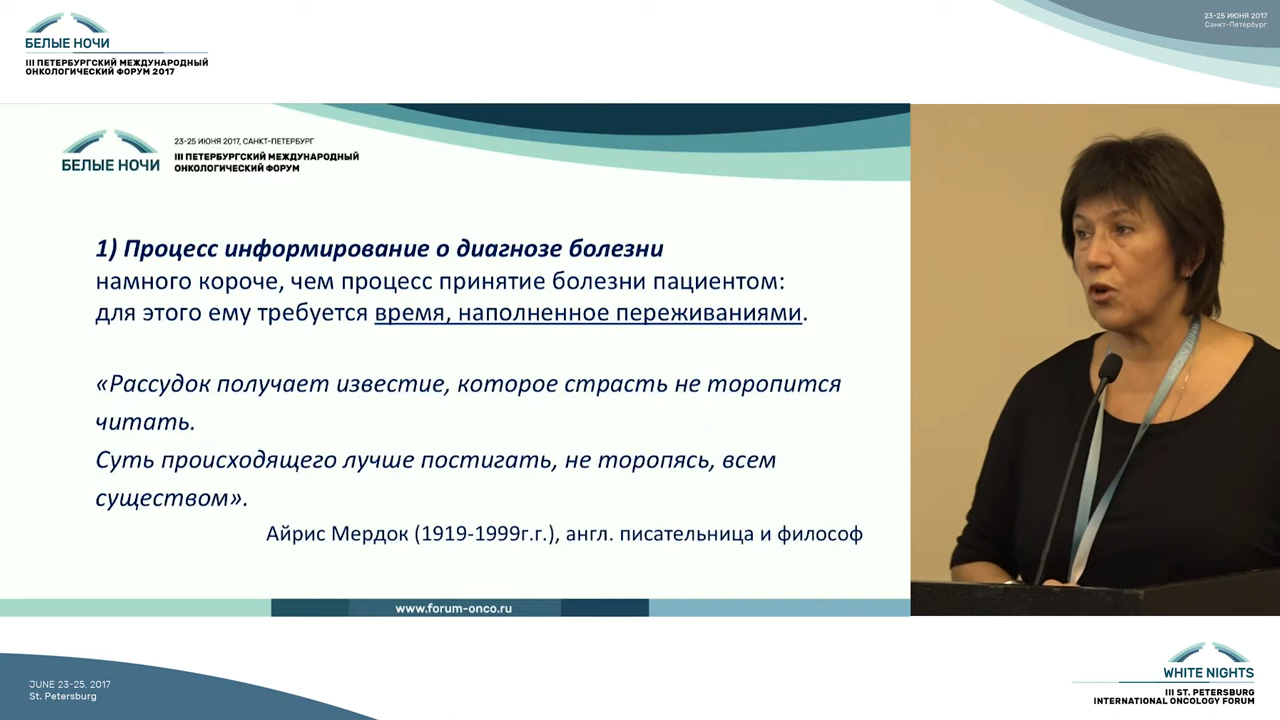 БЕЛЫЕ НОЧИ
III ПЕТЕРБУРГСКИЙ МЕЖДУНАРОДНЫЙ
ОНКОЛОГИЧЕСКИЙ ФОРУМ 2017
23-25 ИЮНЯ 2017
Санкт-Петербург
БЕЛЫЕ НОЧИ
23-25 ИЮНЯ 2017, САНКТ-ПЕТЕРБУРГ
III ПЕТЕРБУРГСКИЙ МЕЖДУНАРОДНЫЙ
ОНКОЛОГИЧЕСКИЙ ФОРУМ
1) Процесс информирование о диагнозе болезни
намного короче, чем процесс принятие болезни пациентом:
для этого ему требуется время, наполненное переживаниями.
«Рассудок получает известие, которое страсть не торопится
читать.
Суть происходящего лучше постигать, не торопясь, всем
существом».
Айрис Мердок (1919-1999г.г.), англ. писательница и философ
www.forum-onco.ru
JUNE 23-25, 2017
St. Petersburg
WHITE NIGHTS
III ST. PETERSBURG
INTERNATIONAL ONCOLOGY FORUM